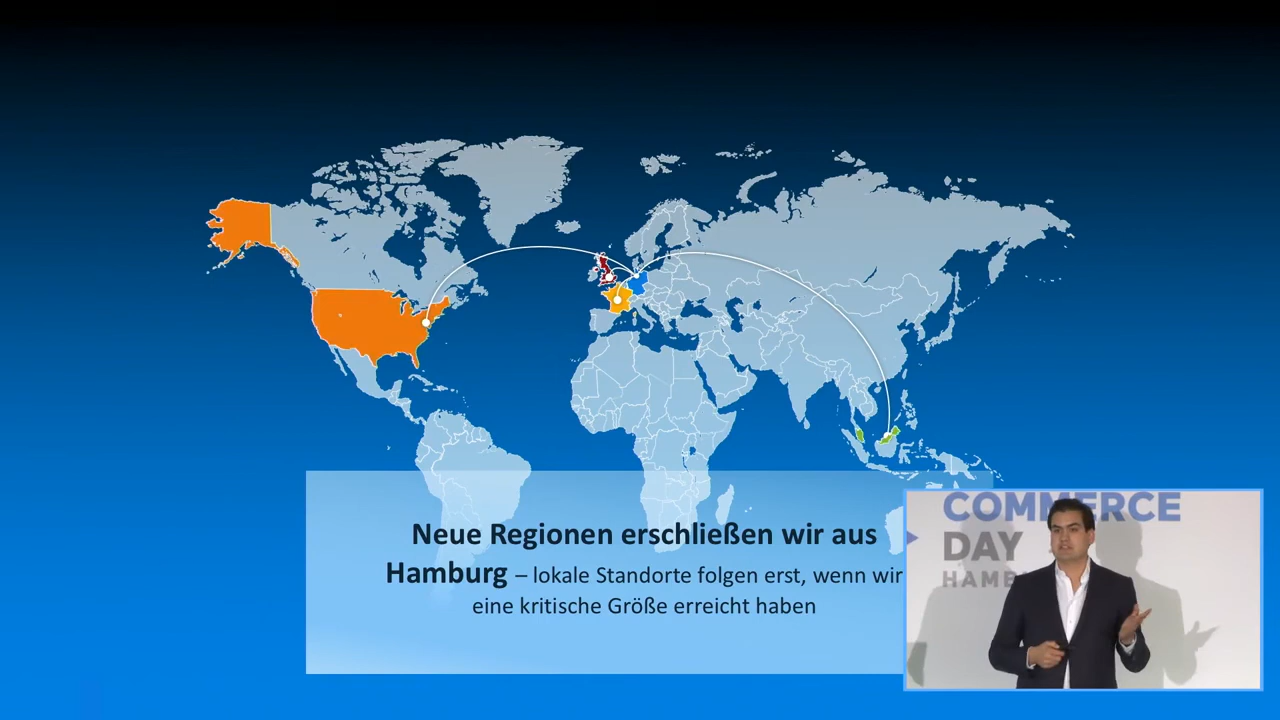 Neue Regionen erschließen wir aus
Hamburg – lokale Standorte folgen erst, wenn wir
eine kritische Größe erreicht haben
COMMERCE
DAY
HAMB